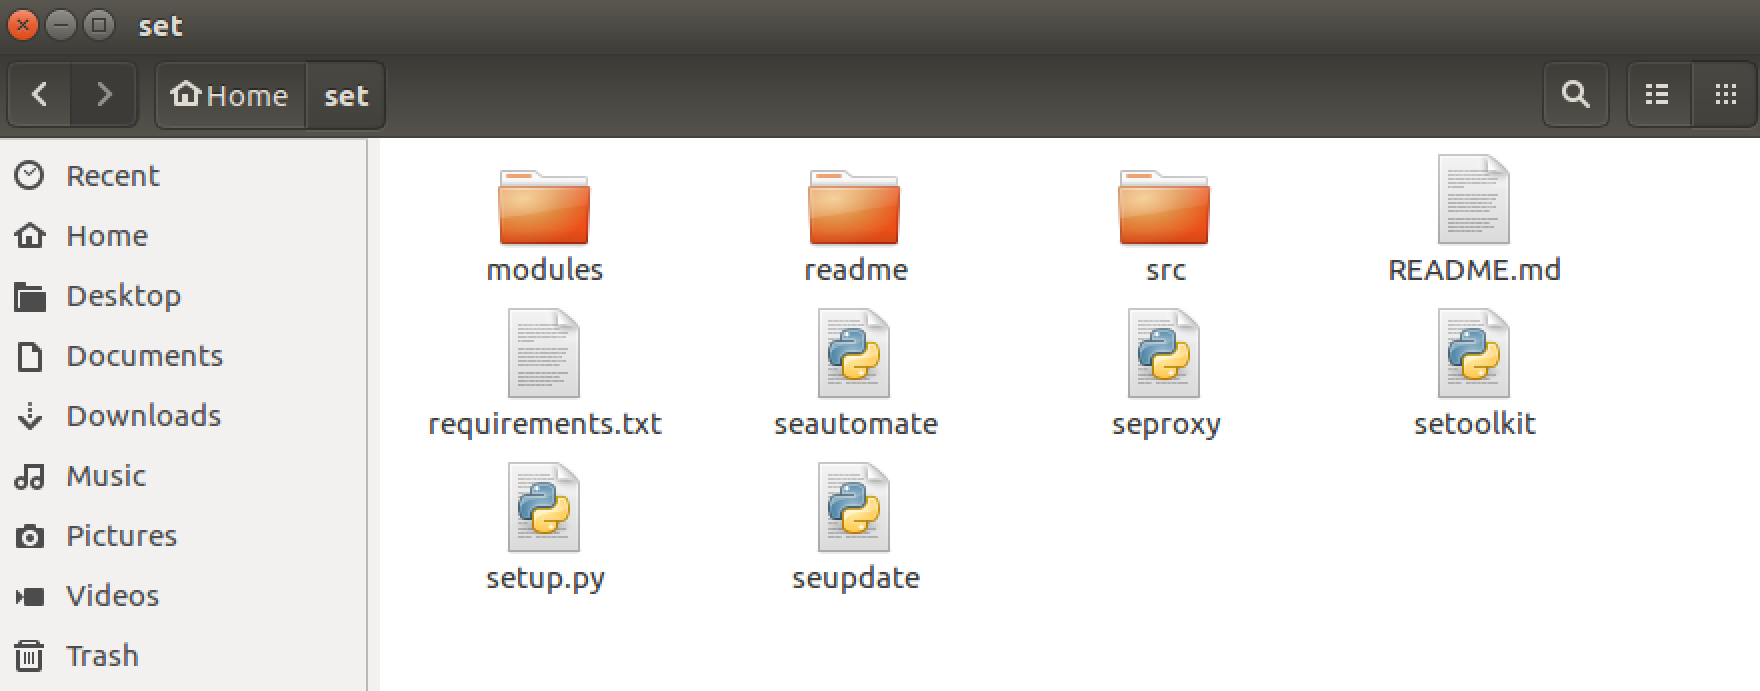 set
Home set
Recent
Home
Desktop
Documents
Downloads
Music
Pictures
Videos
Trash
modules readme src README.md
requirements.txt seautomate seproxy setoolkit
setup.py seupdate